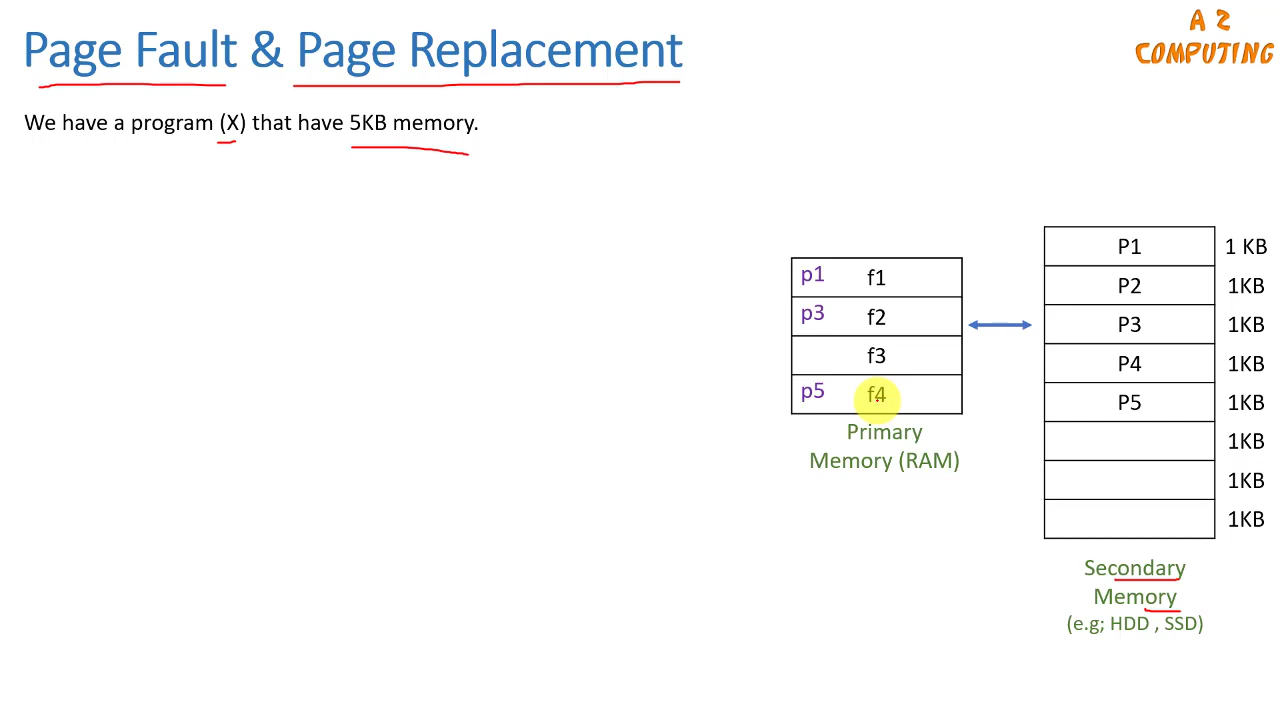 Page Fault & Page Replacement
A 2
COMPUTING
We have a program (X) that have 5KB memory.
p1 f1
p3 f2
f3
p5 f4
Primary
Memory (RAM)
P1 1 KB
P2 1KB
P3 1KB
P4 1KB
P5 1KB
1KB
1KB
1KB
Secondary
Memory
(e.g; HDD , SSD)